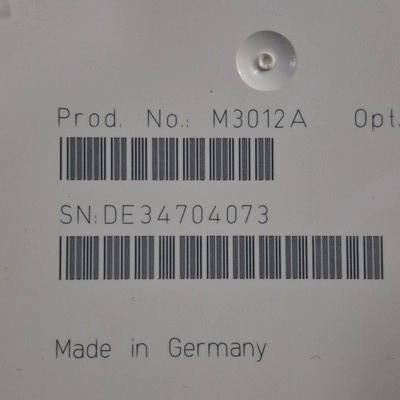 Prod. No.: M3012A Opt.
SN:DE34704073
Made in Germany